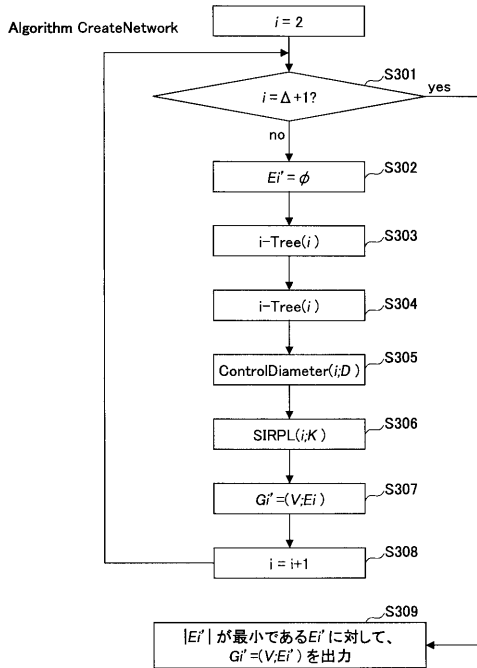 Algorithm CreateNetwork
i = 2
S301
i = Δ +1?
yes
no
S302
Ei' = ϕ
S303
i-Tree(i)
S304
i-Tree(i)
S305
ControlDiameter(i;D)
S306
SIRPL(i;K)
S307
Gi'=(V;Ei)
S308
i = i+1
S309
|Ei'| が最小であるEi' に対して、
Gi'=(V;Ei') を出力